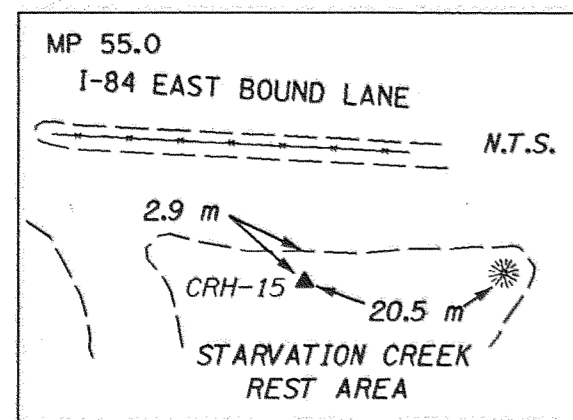 MP 55.0
I-84 EAST BOUND LANE
N.T.S.
2.9 m
CRH-15
20.5 m
STARVATION CREEK
REST AREA